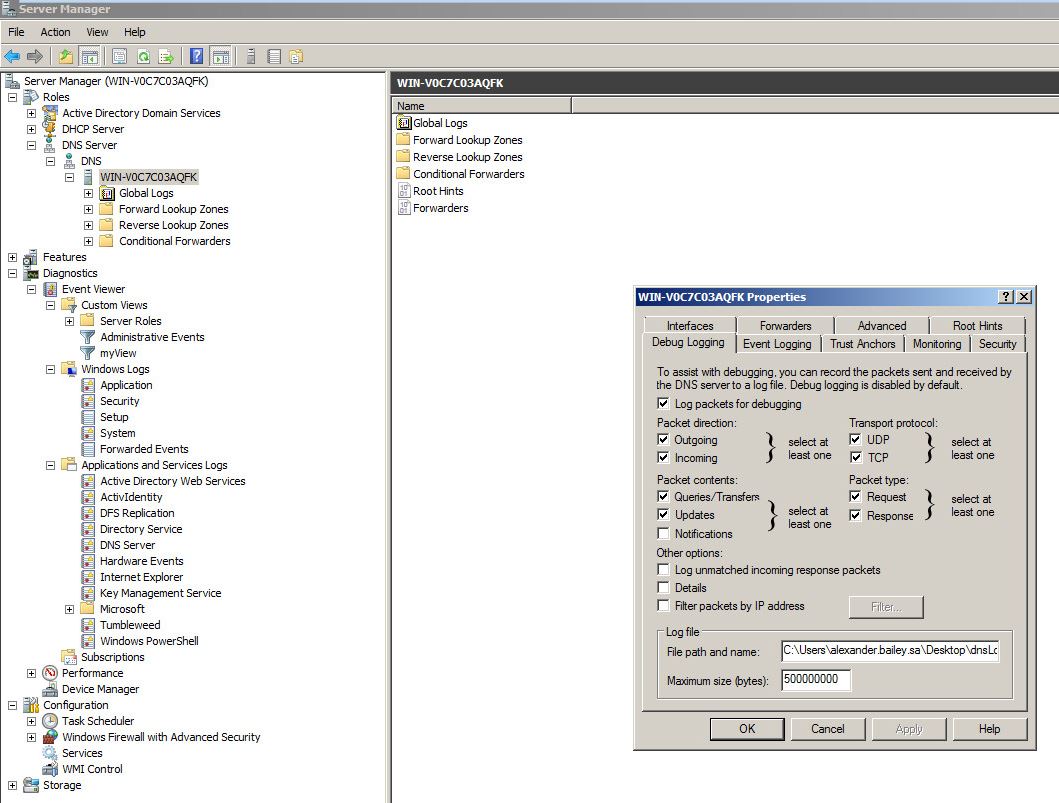 Server Manager
File Action View Help
Server Manager (WIN-V0C7C03AQFK)
Roles
Active Directory Domain Services
DHCP Server
DNS Server
DNS
WIN-V0C7C03AQFK
Global Logs
Forward Lookup Zones
Reverse Lookup Zones
Conditional Forwarders
Features
Diagnostics
Event Viewer
Custom Views
Server Roles
Administrative Events
myView
Windows Logs
Application
Security
Setup
System
Forwarded Events
Applications and Services Logs
Active Directory Web Services
ActivIdentity
DFS Replication
Directory Service
DNS Server
Hardware Events
Internet Explorer
Key Management Service
Microsoft
Tumbleweed
Windows PowerShell
Subscriptions
Performance
Device Manager
Configuration
Task Scheduler
Windows Firewall with Advanced Security
Services
WMI Control
Storage
WIN-V0C7C03AQFK
Name
Global Logs
Forward Lookup Zones
Reverse Lookup Zones
Conditional Forwarders
Root Hints
Forwarders
WIN-V0C7C03AQFK Properties
Interfaces Forwarders Advanced Root Hints
Debug Logging Event Logging Trust Anchors Monitoring Security
To assist with debugging, you can record the packets sent and received by
the DNS server to a log file. Debug logging is disabled by default.
Log packets for debugging
Packet direction:
Outgoing
Incoming
select at
least one
Transport protocol:
UDP
TCP
select at
least one
Packet contents:
Queries/Transfers
Updates
Notifications
select at
least one
Packet type:
Request
Response
select at
least one
Other options:
Log unmatched incoming response packets
Details
Filter packets by IP address
Filter...
Log file
File path and name: C:\Users\alexander.bailey.sa\Desktop\dnsLo
Maximum size (bytes): 500000000
OK Cancel Apply Help